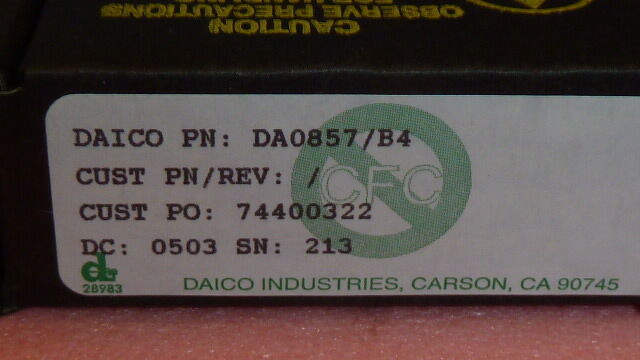 CAUTION
OBSERVE PRECAUTIONS
DAICO PN: DA0857/B4
CUST PN/REV: /
CFC
CUST PO: 74400322
DC: 0503 SN: 213
28983
DAICO INDUSTRIES, CARSON, CA 90745